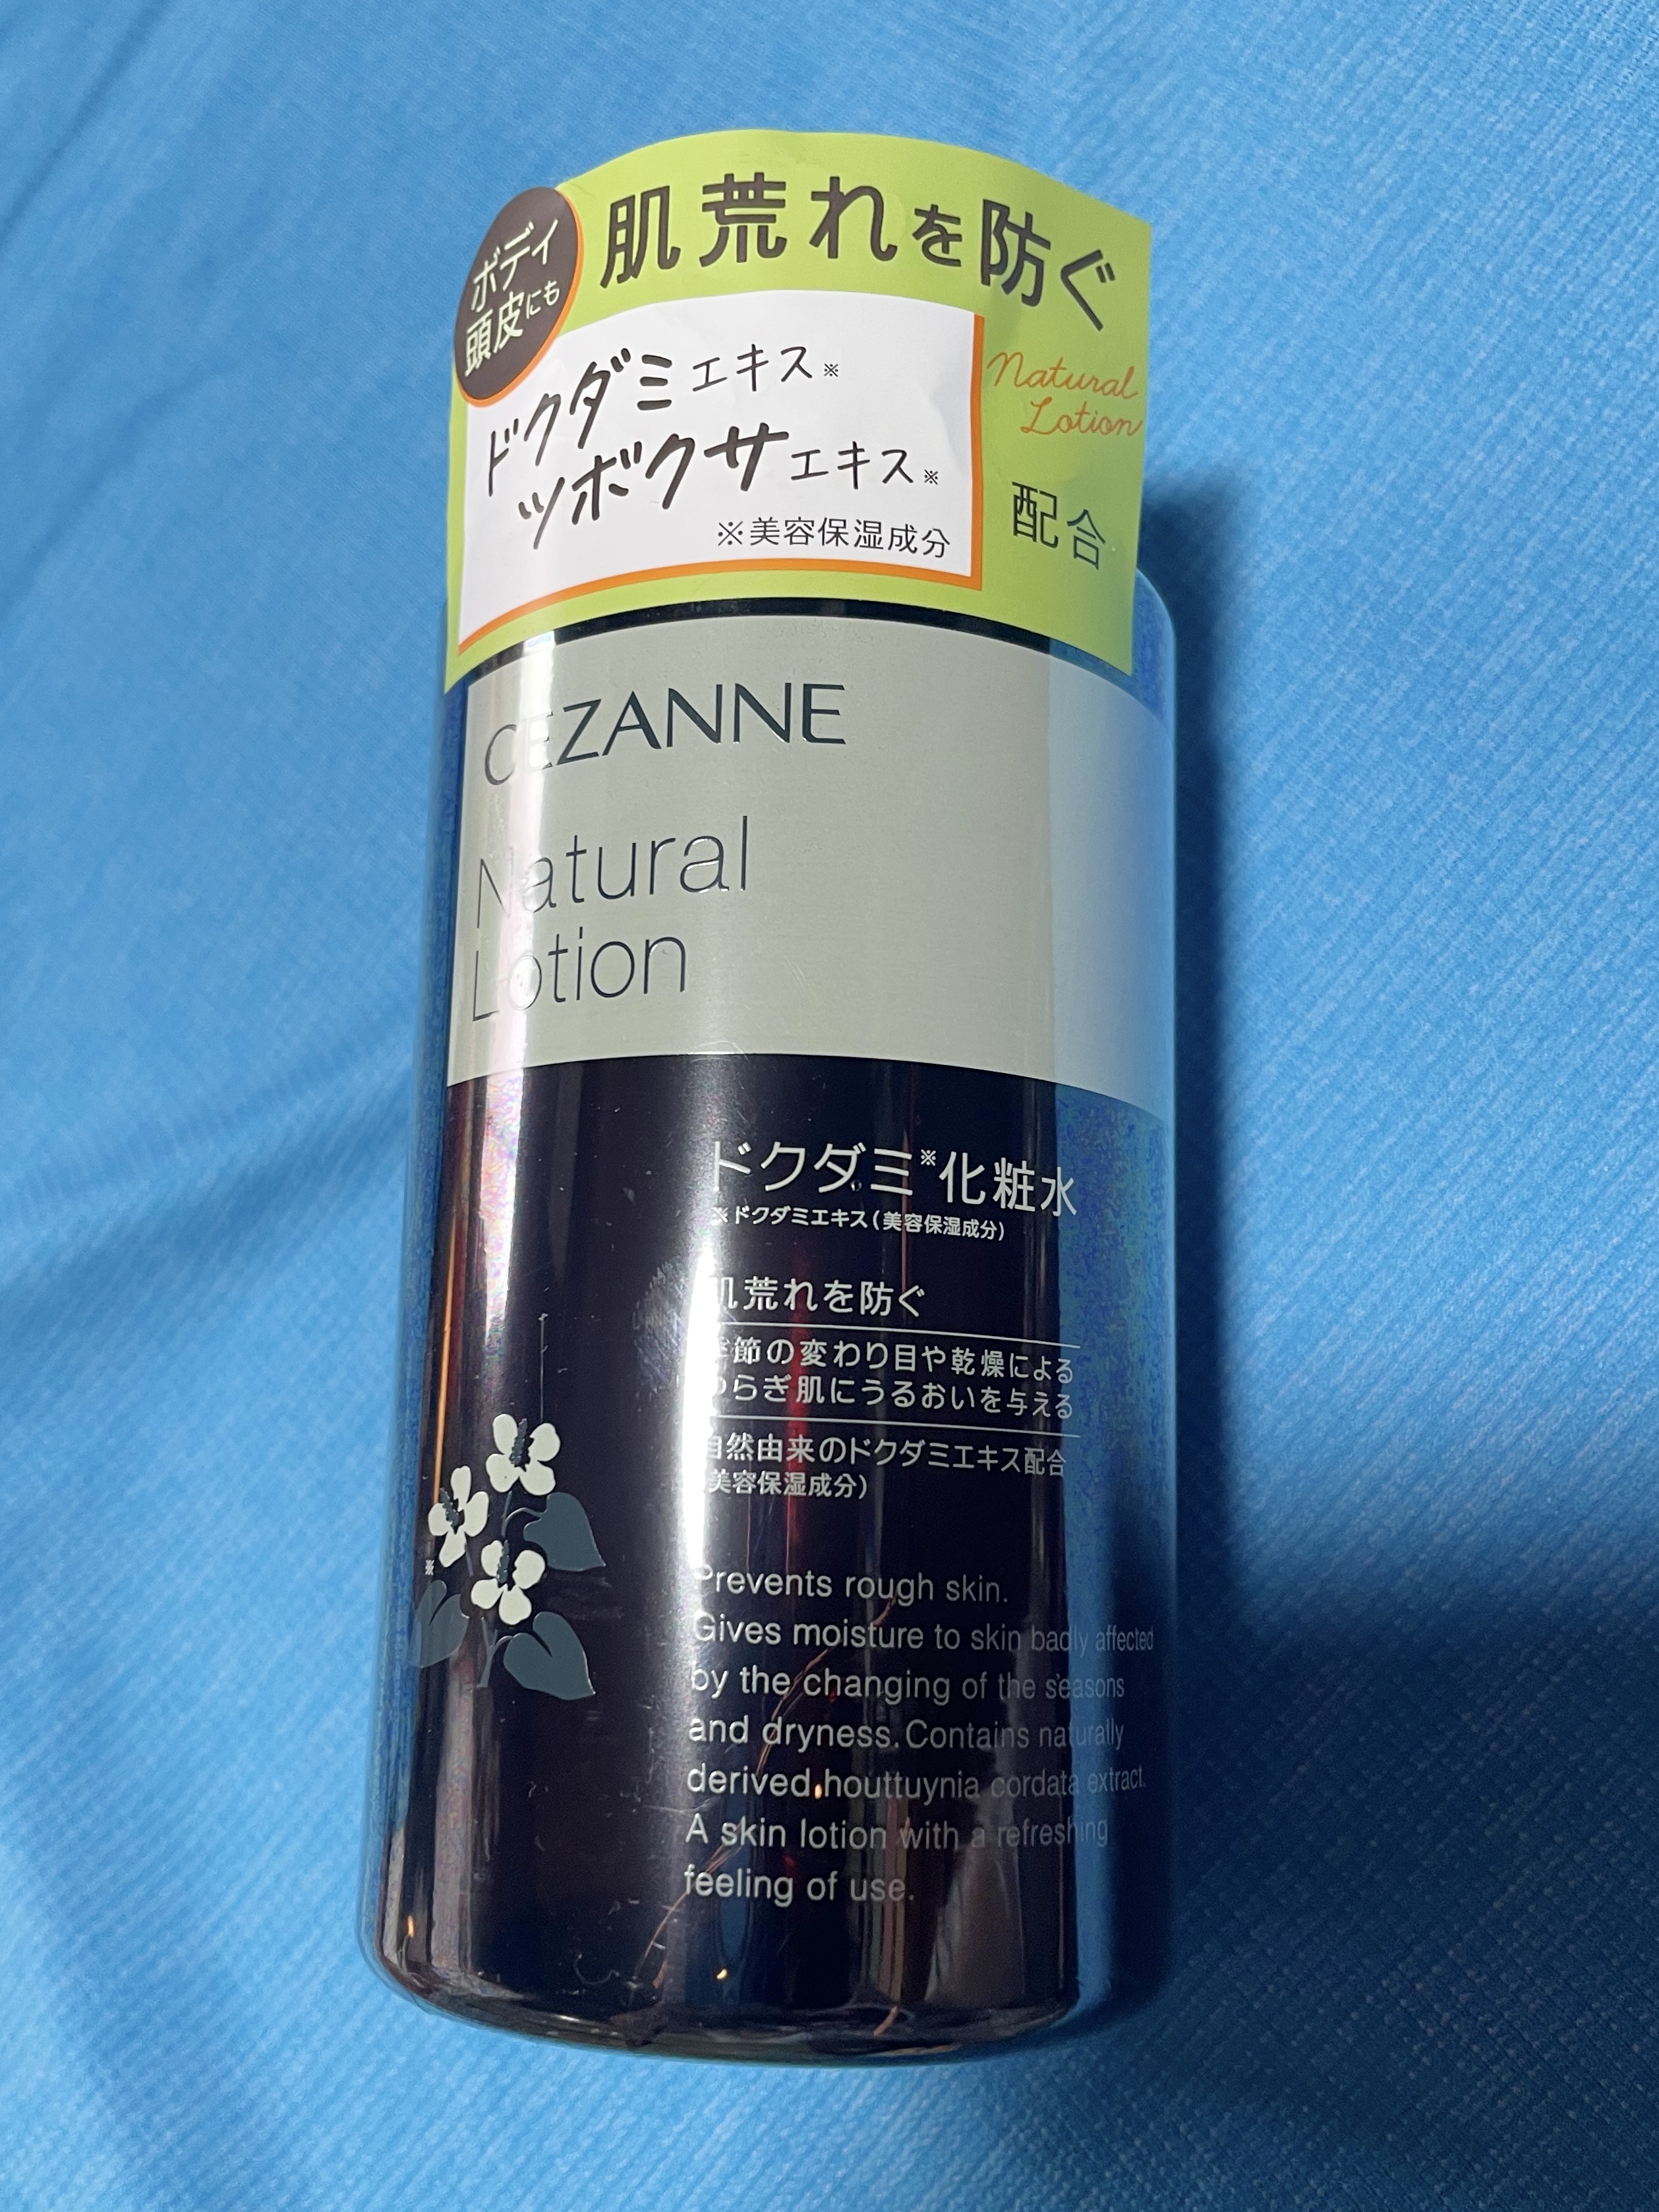 ボディ
頭皮にも
肌荒れを防ぐ
ドクダミエキス※
ツボクサエキス※
※美容保湿成分
Natural
Lotion
配合
CEZANNE
Natural
Lotion
ドクダミ※化粧水
※ドクダミエキス(美容保湿成分)
肌荒れを防ぐ
季節の変わり目や乾燥による
ゆらぎ肌にうるおいを与える
自然由来のドクダミエキス配合
(美容保湿成分)
※
Prevents rough skin.
Gives moisture to skin badly affected
by the changing of the seasons
and dryness. Contains naturally
derived houttuynia cordata extract.
A skin lotion with a refreshing
feeling of use.